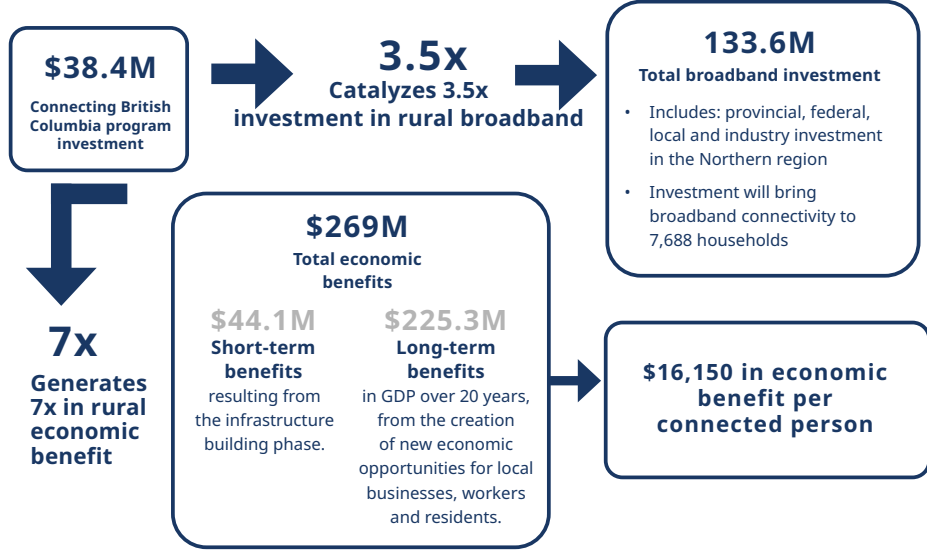 $38.4M
Connecting British
Columbia program
investment
3.5x
Catalyzes 3.5x
investment in rural broadband
133.6M
Total broadband investment
• Includes: provincial, federal,
local and industry investment
in the Northern region
• Investment will bring
broadband connectivity to
7,688 households
7x
Generates
7x in rural
economic
benefit
$269M
Total economic
benefits
$44.1M
Short-term
benefits
resulting from
the infrastructure
building phase.
$225.3M
Long-term
benefits
in GDP over 20 years,
from the creation
of new economic
opportunities for local
businesses, workers
and residents.
$16,150 in economic
benefit per
connected person